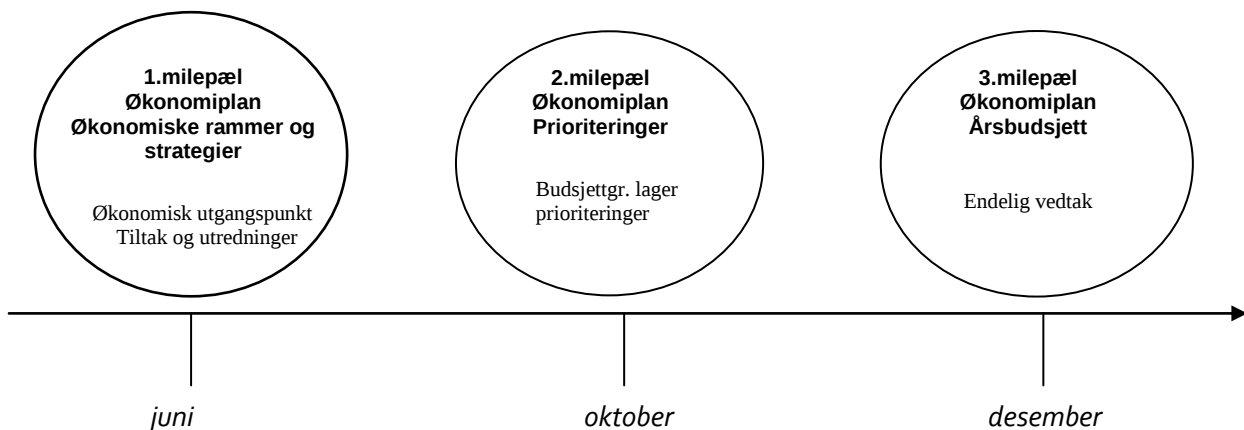 1.milepæl
Økonomiplan
Økonomiske rammer og
strategier
Økonomisk utgangspunkt
Tiltak og utredninger
2.milepæl
Økonomiplan
Prioriteringer
Budsjettgr. lager
prioriteringer
3.milepæl
Økonomiplan
Årsbudsjett
Endelig vedtak
juni
oktober
desember